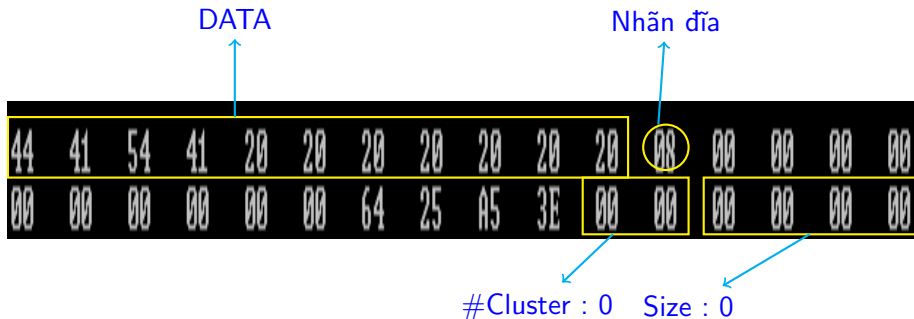 DATA Nhãn đĩa
44 41 54 41 20 20 20 20 20 20 20 08 00 00 00 00
00 00 00 00 00 00 64 25 A5 3E 00 00 00 00 00 00
#Cluster : 0 Size : 0